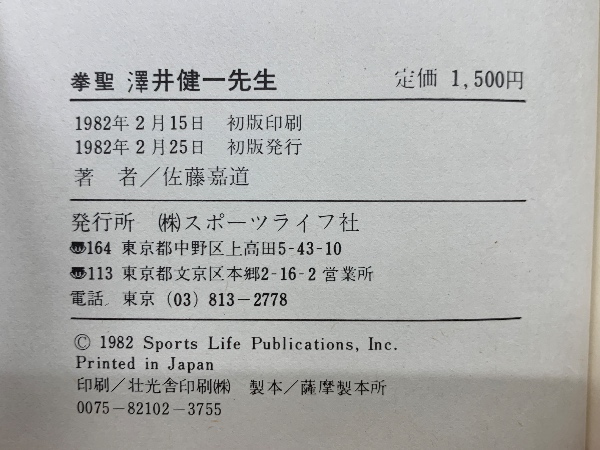 拳聖 澤井健一先生 定価 1,500円
1982年2月15日 初版印刷
1982年2月25日 初版発行
著 者/佐藤嘉道
発行所 ㈱スポーツライフ社
〠164 東京都中野区上高田5-43-10
〠113 東京都文京区本郷2-16-2 営業所
電話 東京 (03) 813-2778
© 1982 Sports Life Publications, Inc.
Printed in Japan
印刷/壮光舎印刷㈱ 製本/薩摩製本所
0075-82102-3755